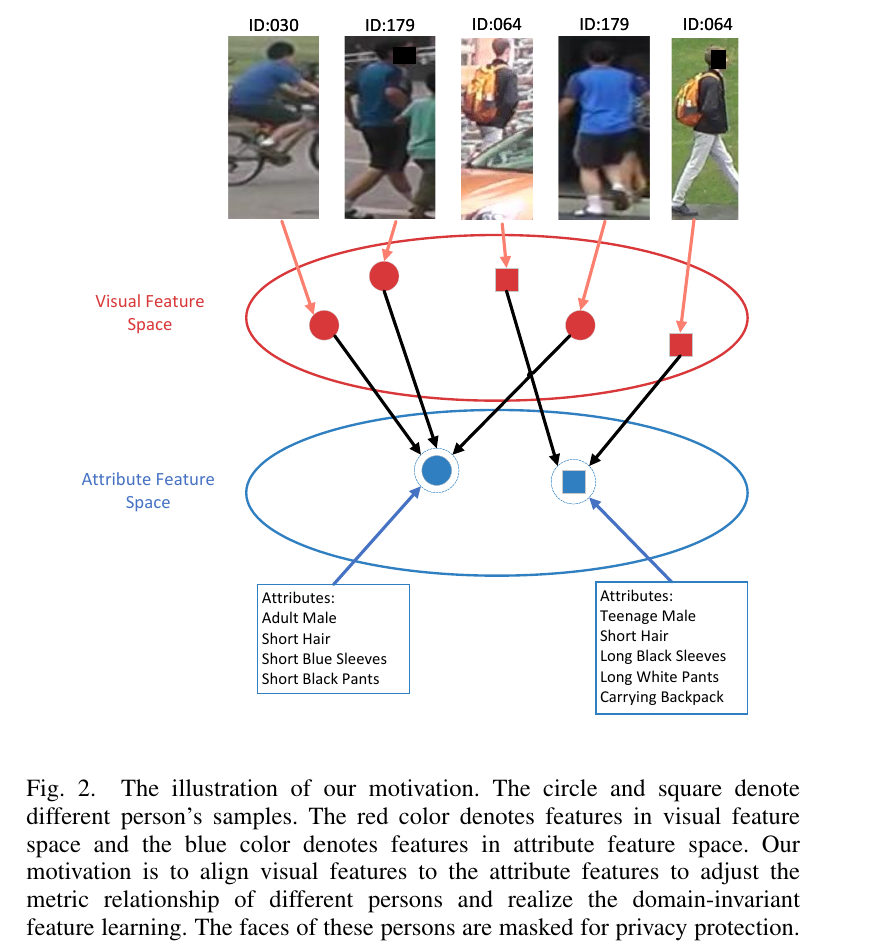 ID:030
ID:179
ID:064
ID:179
ID:064
Visual Feature
Space
Attribute Feature
Space
Attributes:
Adult Male
Short Hair
Short Blue Sleeves
Short Black Pants
Attributes:
Teenage Male
Short Hair
Long Black Sleeves
Long White Pants
Carrying Backpack
Fig. 2. The illustration of our motivation. The circle and square denote
different person's samples. The red color denotes features in visual feature
space and the blue color denotes features in attribute feature space. Our
motivation is to align visual features to the attribute features to adjust the
metric relationship of different persons and realize the domain-invariant
feature learning. The faces of these persons are masked for privacy protection.